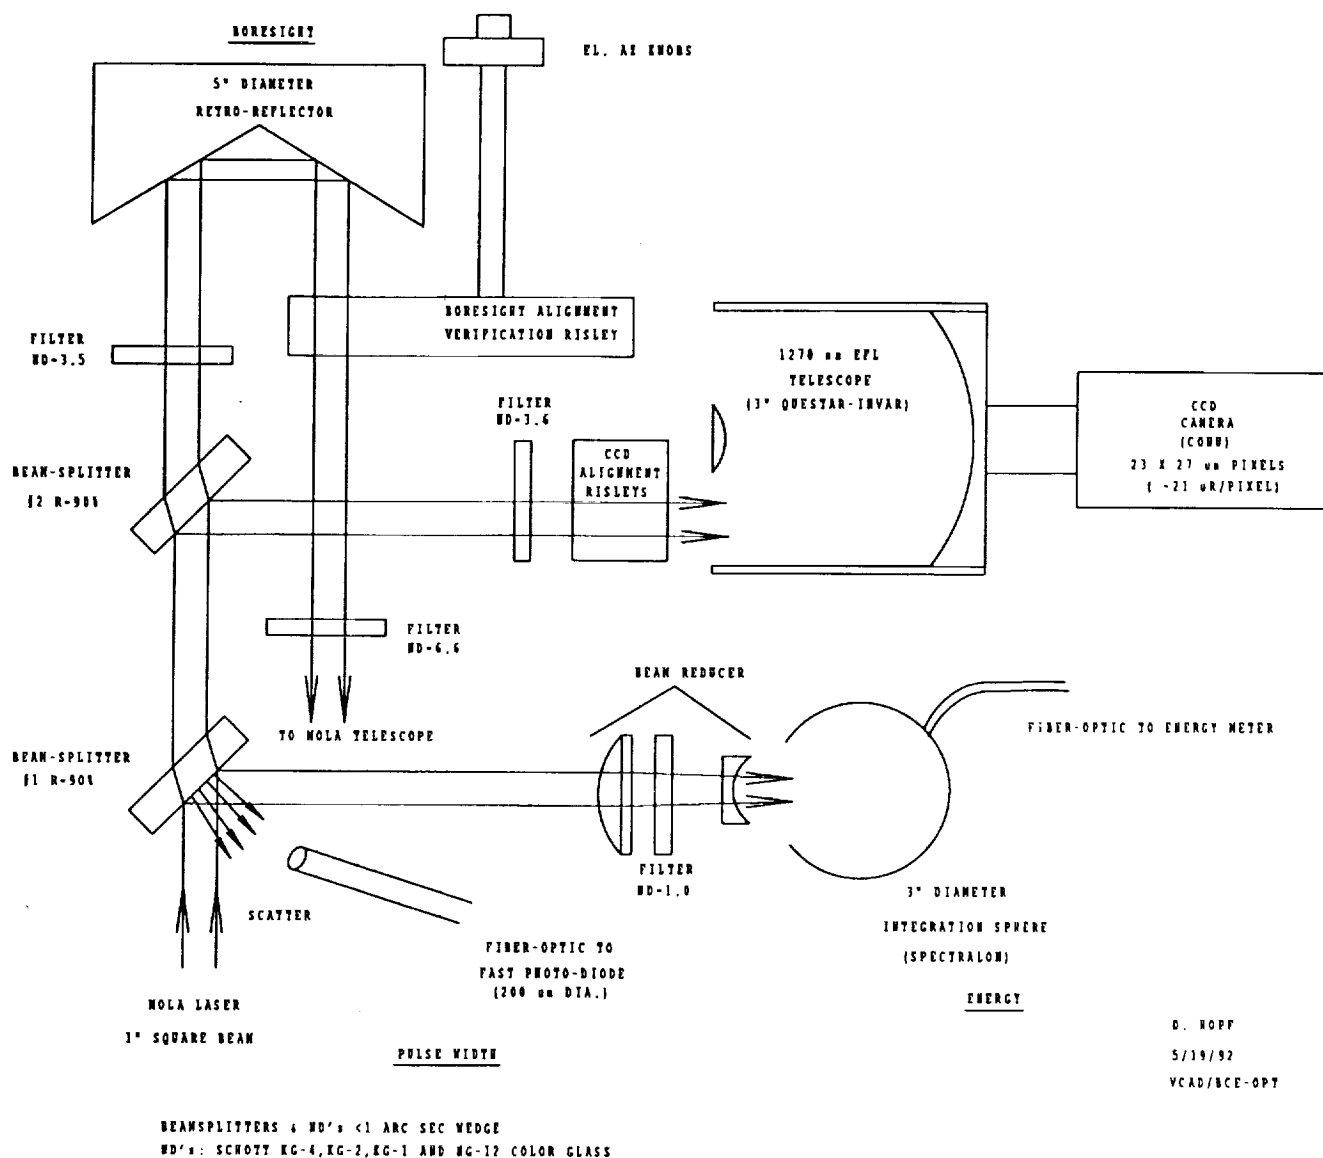 BORESIGHT
EL. AZ KNOBS
5" DIAMETER
RETRO-REFLECTOR
BORESIGHT ALIGNMENT
VERIFICATION RISLEY
FILTER
ND-3.5
1270 mm EFL
TELESCOPE
(3" QUESTAR-INVAR)
FILTER
ND-3.6
CCD
ALIGNMENT
RISLEYS
CCD
CAMERA
(COHU)
23 X 27 um PIXELS
( ~21 uR/PIXEL)
BEAM-SPLITTER
#2 R-90%
FILTER
ND-6.6
BEAM REDUCER
TO MOLA TELESCOPE
FIBER-OPTIC TO ENERGY METER
BEAM-SPLITTER
#1 R-90%
FILTER
ND-1.0
SCATTER
3" DIAMETER
INTEGRATION SPHERE
(SPECTRALON)
FIBER-OPTIC TO
FAST PHOTO-DIODE
(200 um DIA.)
ENERGY
MOLA LASER
1" SQUARE BEAM
PULSE WIDTH
D. HOPF
5/19/92
VCAD/BCE-OPT
BEAMSPLITTERS & ND's <1 ARC SEC WEDGE
ND's: SCHOTT KG-4,KG-2,KG-1 AND NG-12 COLOR GLASS